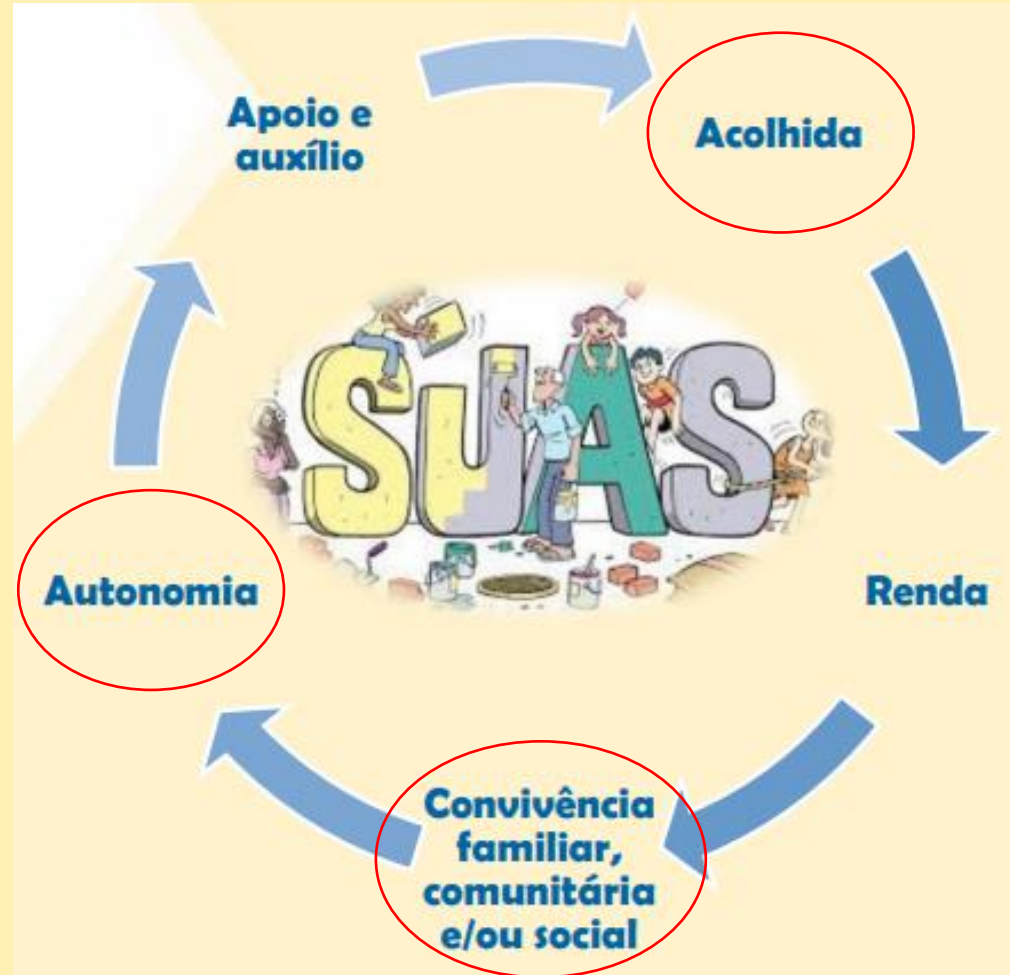 Apoio e
auxílio
Acolhida
SUAS
Autonomia
Renda
Convivência
familiar,
comunitária
e/ou social